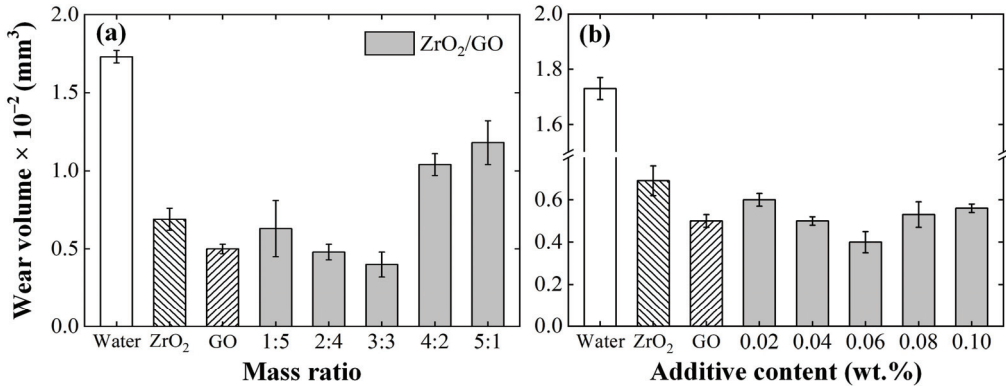 Wear volume × 10⁻² (mm³)
(a)
ZrO₂/GO
2.0
1.5
1.0
0.5
0.0
Water ZrO₂ GO 1:5 2:4 3:3 4:2 5:1
Mass ratio
(b)
2.0
1.8
1.6
0.6
0.4
0.2
0.0
Water ZrO₂ GO 0.02 0.04 0.06 0.08 0.10
Additive content (wt.%)